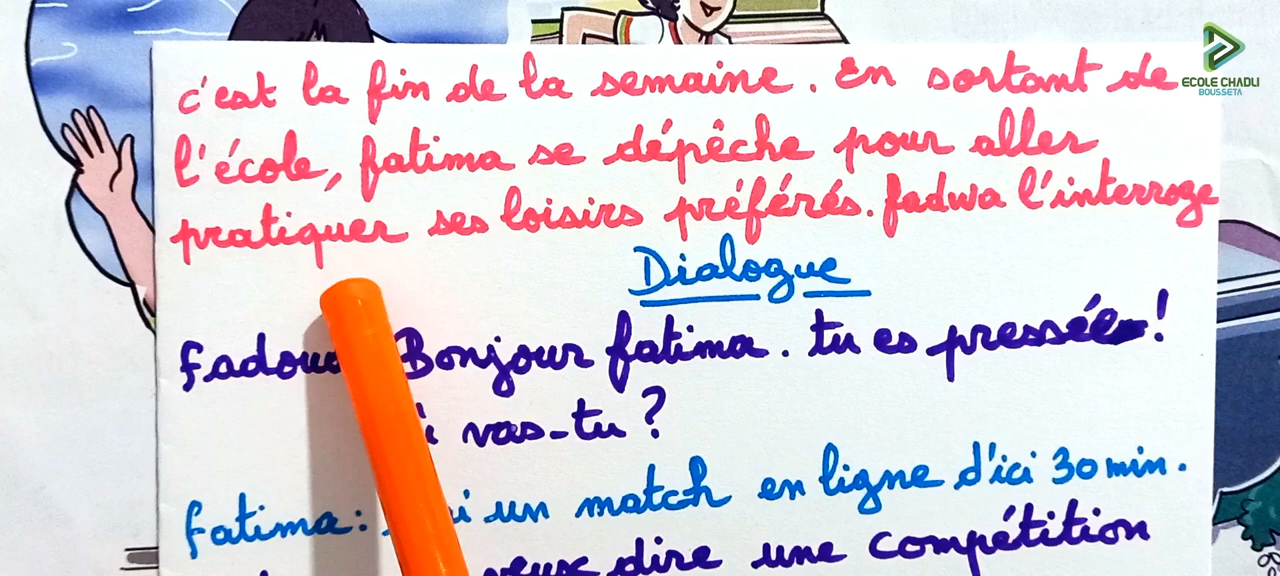 c'est la fin de la semaine. En sortant de
l'école, fatima se dépêche pour aller
pratiquer ses loisirs préférés. fadwa l'interroge
Dialogue
Bonjour fatima. tu es pressée !
vas-tu ?
fatima: un match en ligne d'ici 30 min.
veux dire une compétition
ECOLE CHADLI
BOUSSETA